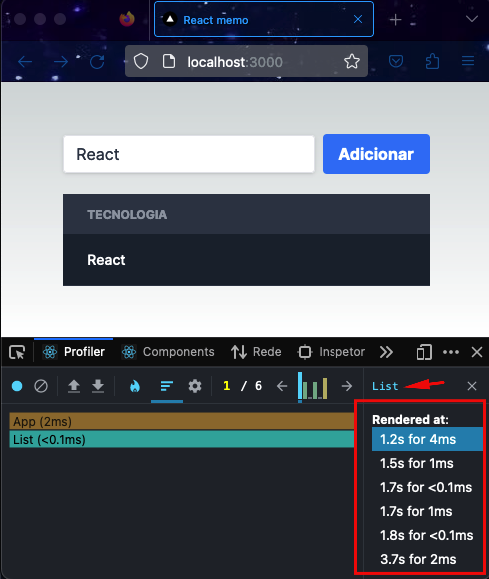 React memo
localhost:3000
React
Adicionar
TECNOLOGIA
React
Profiler
Components
Rede
Inspetor
1 / 6
List
App (2ms)
List (<0.1ms)
Rendered at:
1.2s for 4ms
1.5s for 1ms
1.7s for <0.1ms
1.7s for 1ms
1.8s for <0.1ms
3.7s for 2ms